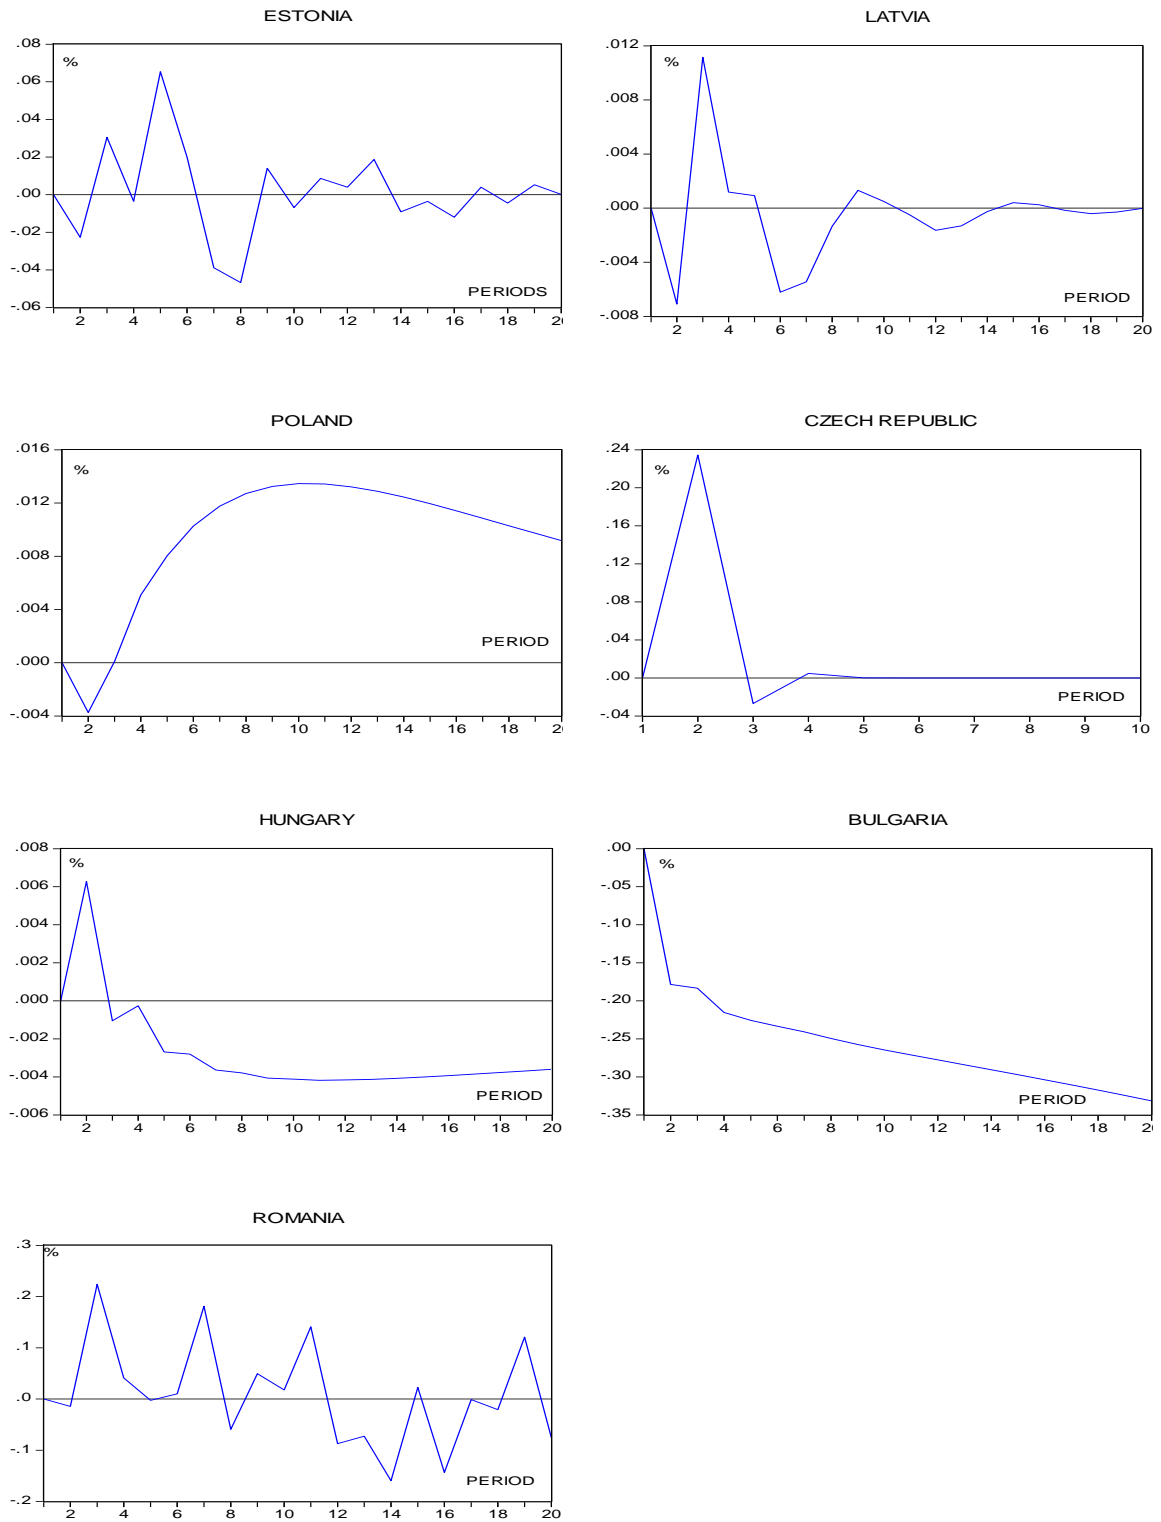 ESTONIA
.08
%
.06
.04
.02
.00
-.02
-.04
PERIODS
-.06
2 4 6 8 10 12 14 16 18 20
LATVIA
.012
%
.008
.004
.000
-.004
PERIOD
-.008
2 4 6 8 10 12 14 16 18 20
POLAND
.016
%
.012
.008
.004
PERIOD
.000
-.004
2 4 6 8 10 12 14 16 18 20
CZECH REPUBLIC
.24
%
.20
.16
.12
.08
.04
.00
PERIOD
-.04
1 2 3 4 5 6 7 8 9 10
HUNGARY
.008
%
.006
.004
.002
.000
-.002
-.004
PERIOD
-.006
2 4 6 8 10 12 14 16 18 20
BULGARIA
.00
%
-.05
-.10
-.15
-.20
-.25
-.30
PERIOD
-.35
2 4 6 8 10 12 14 16 18 20
ROMANIA
.3
%
.2
.1
.0
-.1
PERIOD
-.2
2 4 6 8 10 12 14 16 18 20